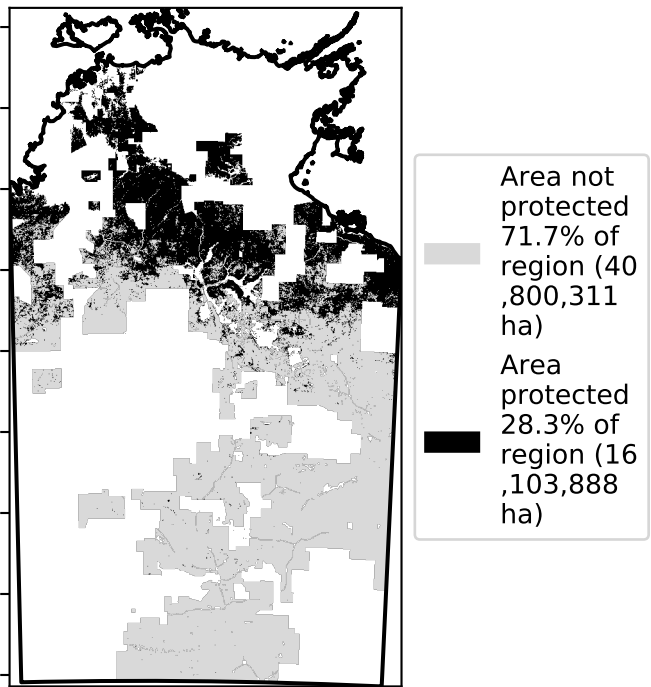 Area not
protected
71.7% of
region (40
,800,311
ha)
Area
protected
28.3% of
region (16
,103,888
ha)